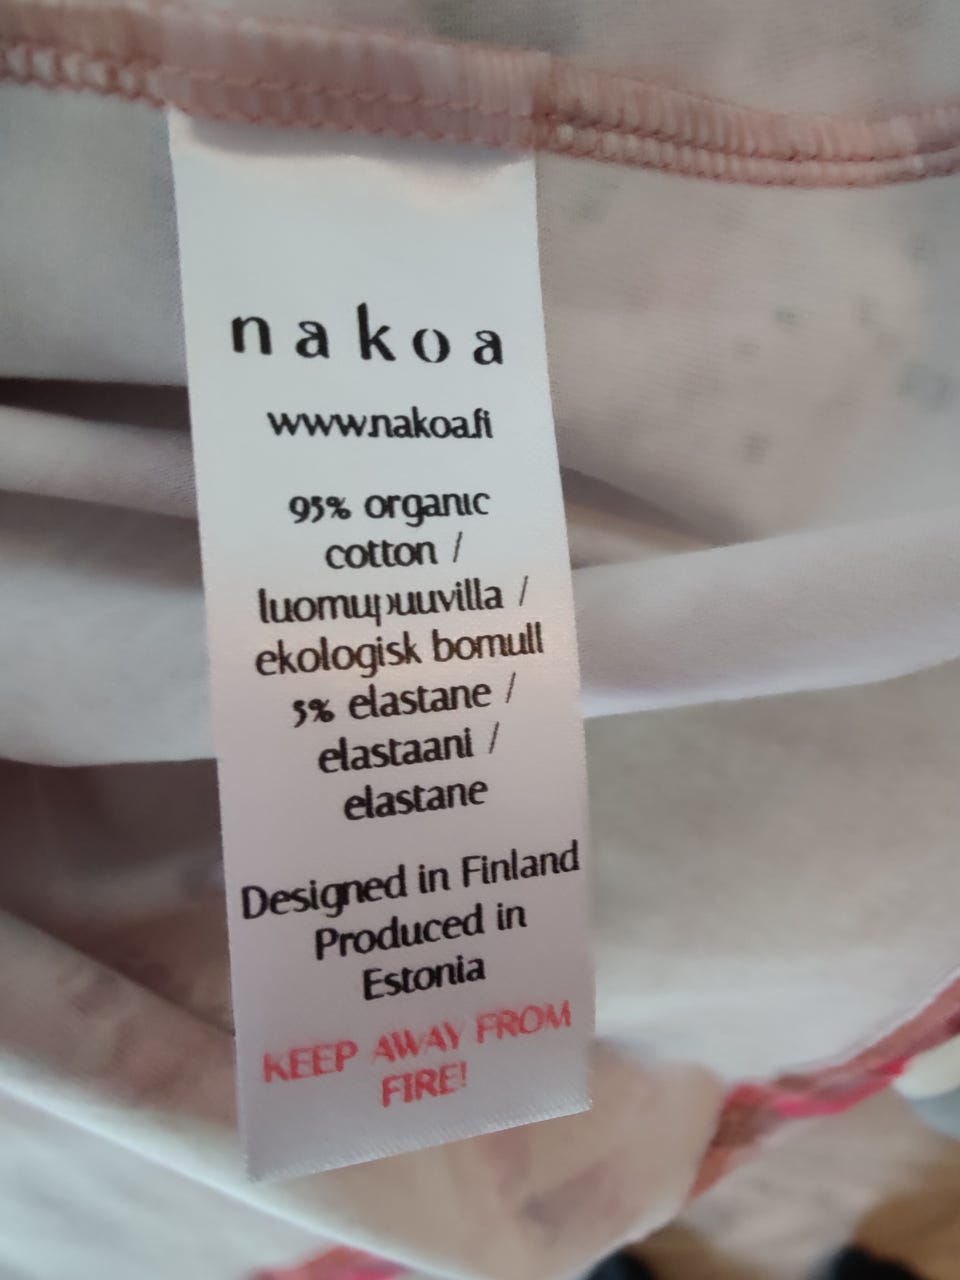 nakoa
www.nakoa.fi
95% organic
cotton /
luomupuuvilla /
ekologisk bomull
5% elastane /
elastaani /
elastane
Designed in Finland
Produced in
Estonia
KEEP AWAY FROM
FIRE!